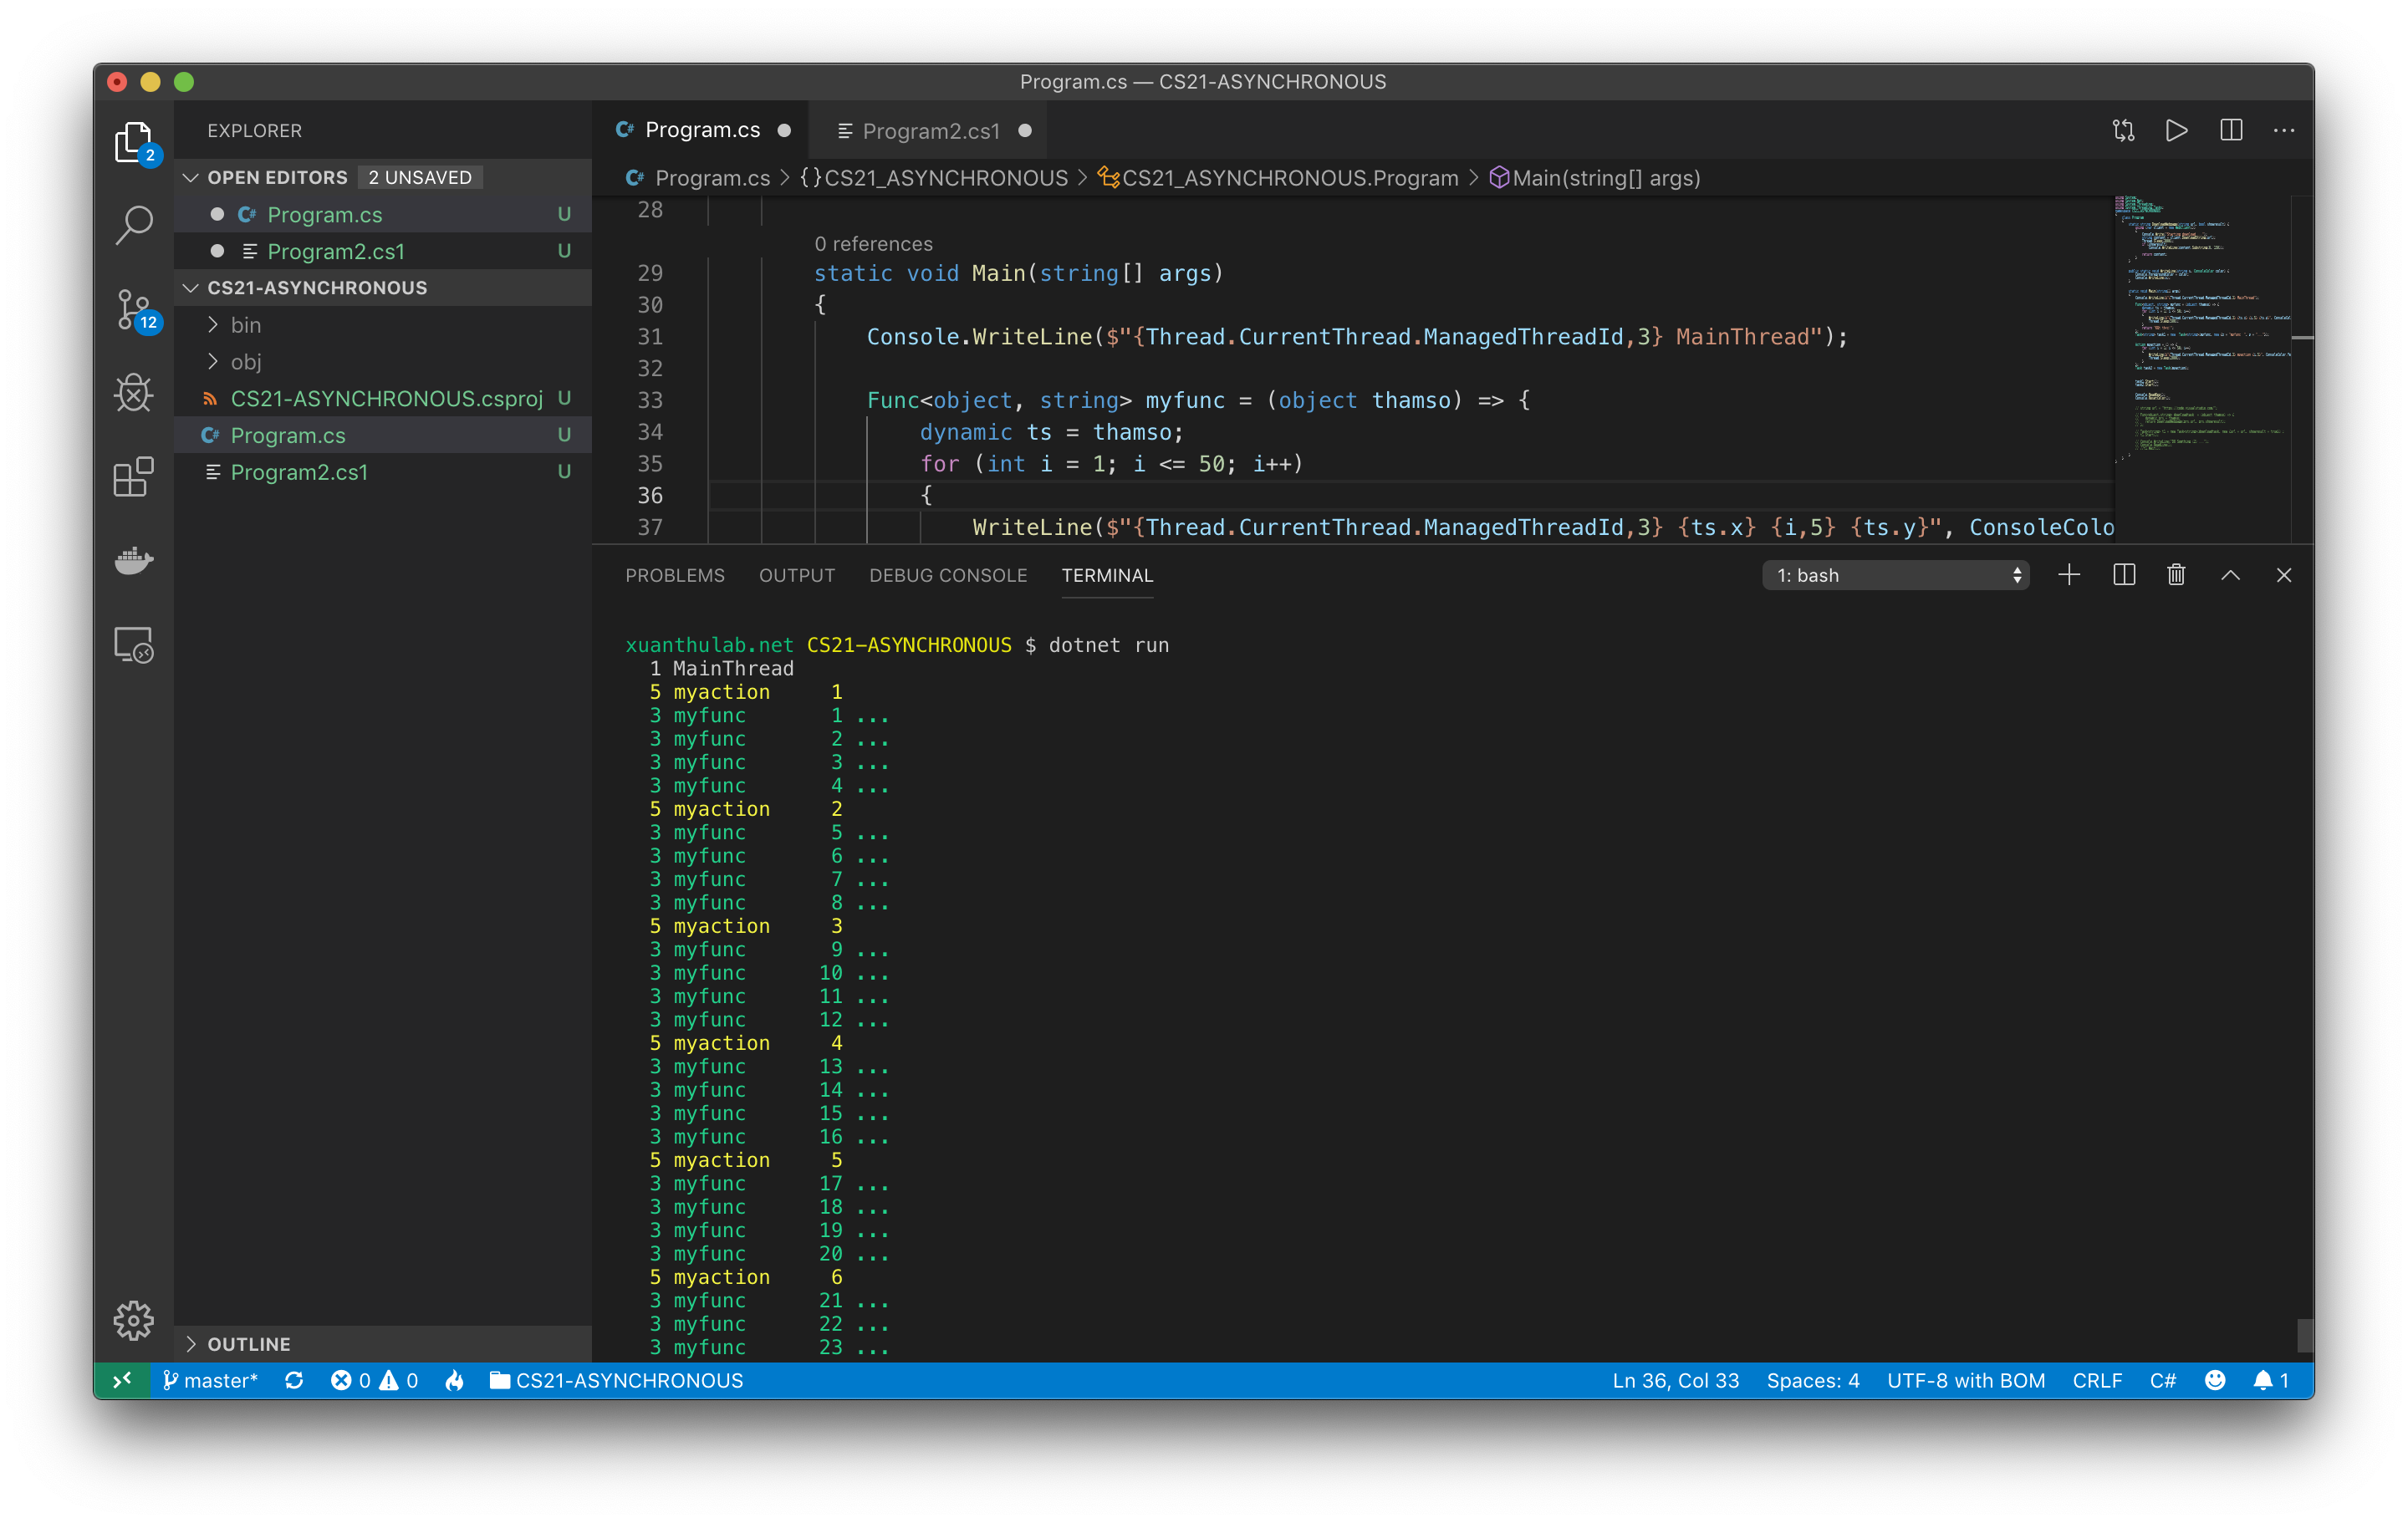 Program.cs — CS21-ASYNCHRONOUS
2
12
EXPLORER
OPEN EDITORS 2 UNSAVED
Program.cs U
Program2.cs1 U
CS21-ASYNCHRONOUS
bin
obj
CS21-ASYNCHRONOUS.csproj U
Program.cs U
Program2.cs1 U
OUTLINE
C# Program.cs Program2.cs1
C# Program.cs > {} CS21_ASYNCHRONOUS > CS21_ASYNCHRONOUS.Program > Main(string[] args)
28
0 references
29 static void Main(string[] args)
30 {
31 Console.WriteLine($"{Thread.CurrentThread.ManagedThreadId,3} MainThread");
32
33 Func<object, string> myfunc = (object thamso) => {
34 dynamic ts = thamso;
35 for (int i = 1; i <= 50; i++)
36 {
37 WriteLine($"{Thread.CurrentThread.ManagedThreadId,3} {ts.x} {i,5} {ts.y}", ConsoleColo
PROBLEMS OUTPUT DEBUG CONSOLE TERMINAL 1: bash
xuanthulab.net CS21-ASYNCHRONOUS $ dotnet run
1 MainThread
5 myaction 1
3 myfunc 1 ...
3 myfunc 2 ...
3 myfunc 3 ...
3 myfunc 4 ...
5 myaction 2
3 myfunc 5 ...
3 myfunc 6 ...
3 myfunc 7 ...
3 myfunc 8 ...
5 myaction 3
3 myfunc 9 ...
3 myfunc 10 ...
3 myfunc 11 ...
3 myfunc 12 ...
5 myaction 4
3 myfunc 13 ...
3 myfunc 14 ...
3 myfunc 15 ...
3 myfunc 16 ...
5 myaction 5
3 myfunc 17 ...
3 myfunc 18 ...
3 myfunc 19 ...
3 myfunc 20 ...
5 myaction 6
3 myfunc 21 ...
3 myfunc 22 ...
3 myfunc 23 ...
master* 0 0 CS21-ASYNCHRONOUS Ln 36, Col 33 Spaces: 4 UTF-8 with BOM CRLF C# 1